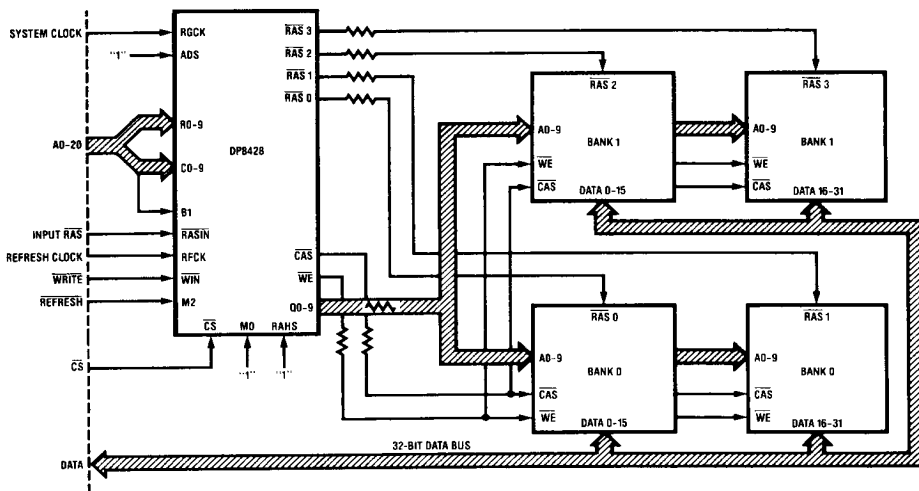 SYSTEM CLOCK
"1"
A0-20
INPUT RAS
REFRESH CLOCK
WRITE
REFRESH
CS
DATA
RGCK
ADS
R0-9
C0-9
B1
RASIN
RFCK
WIN
M2
DP8428
RAS 3
RAS 2
RAS 1
RAS 0
CAS
WE
Q0-9
CS
M0
RAHS
"1"
"1"
RAS 2
A0-9
BANK 1
WE
CAS
DATA 0-15
RAS 3
A0-9
BANK 1
WE
CAS
DATA 16-31
RAS 0
A0-9
BANK 0
CAS
WE
DATA 0-15
RAS 1
A0-9
BANK 0
CAS
WE
DATA 16-31
32-BIT DATA BUS